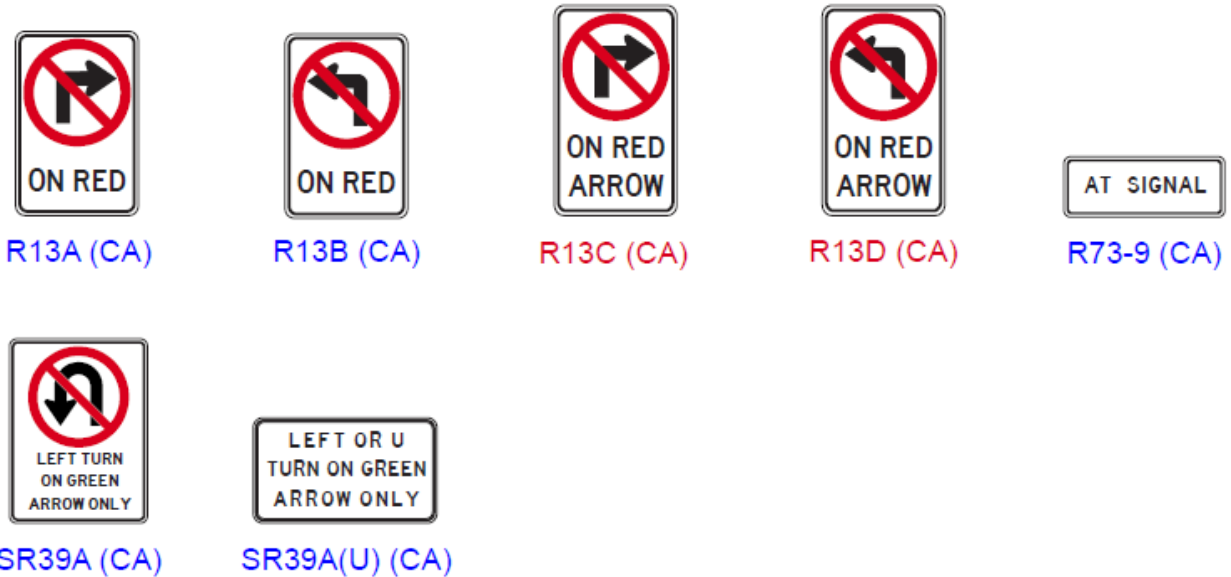 ON RED
R13A (CA)
ON RED
R13B (CA)
ON RED
ARROW
R13C (CA)
ON RED
ARROW
R13D (CA)
AT SIGNAL
R73-9 (CA)
LEFT TURN
ON GREEN
ARROW ONLY
SR39A (CA)
LEFT OR U
TURN ON GREEN
ARROW ONLY
SR39A(U) (CA)